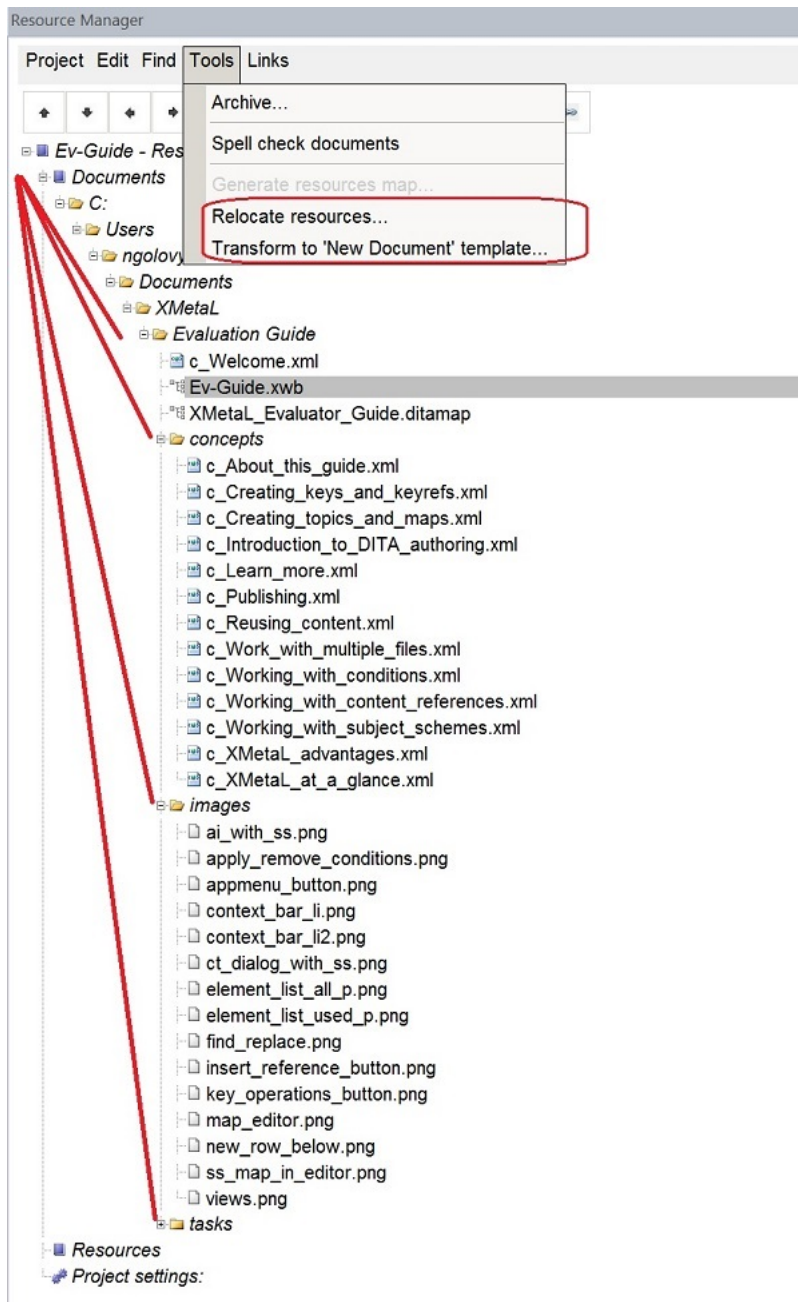 Resource Manager
Project Edit Find Tools Links
Archive...
Spell check documents
Generate resources map...
Relocate resources...
Transform to 'New Document' template...
Ev-Guide - Res
Documents
C:
Users
ngolovy
Documents
XMetaL
Evaluation Guide
c_Welcome.xml
Ev-Guide.xwb
XMetaL_Evaluator_Guide.ditamap
concepts
c_About_this_guide.xml
c_Creating_keys_and_keyrefs.xml
c_Creating_topics_and_maps.xml
c_Introduction_to_DITA_authoring.xml
c_Learn_more.xml
c_Publishing.xml
c_Reusing_content.xml
c_Work_with_multiple_files.xml
c_Working_with_conditions.xml
c_Working_with_content_references.xml
c_Working_with_subject_schemes.xml
c_XMetaL_advantages.xml
c_XMetaL_at_a_glance.xml
images
ai_with_ss.png
apply_remove_conditions.png
appmenu_button.png
context_bar_li.png
context_bar_li2.png
ct_dialog_with_ss.png
element_list_all_p.png
element_list_used_p.png
find_replace.png
insert_reference_button.png
key_operations_button.png
map_editor.png
new_row_below.png
ss_map_in_editor.png
views.png
tasks
Resources
Project settings: